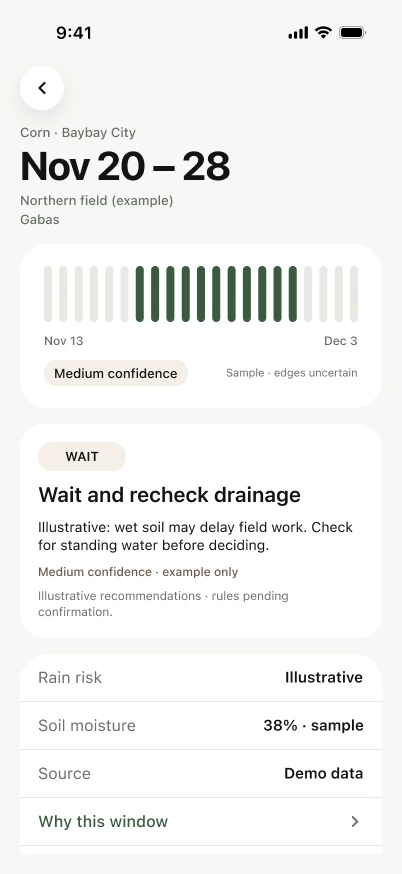 9:41
Corn · Baybay City
Nov 20 – 28
Northern field (example)
Gabas
Nov 13
Dec 3
Medium confidence
Sample · edges uncertain
WAIT
Wait and recheck drainage
Illustrative: wet soil may delay field work. Check
for standing water before deciding.
Medium confidence · example only
Illustrative recommendations · rules pending
confirmation.
Rain risk
Illustrative
Soil moisture
38% · sample
Source
Demo data
Why this window